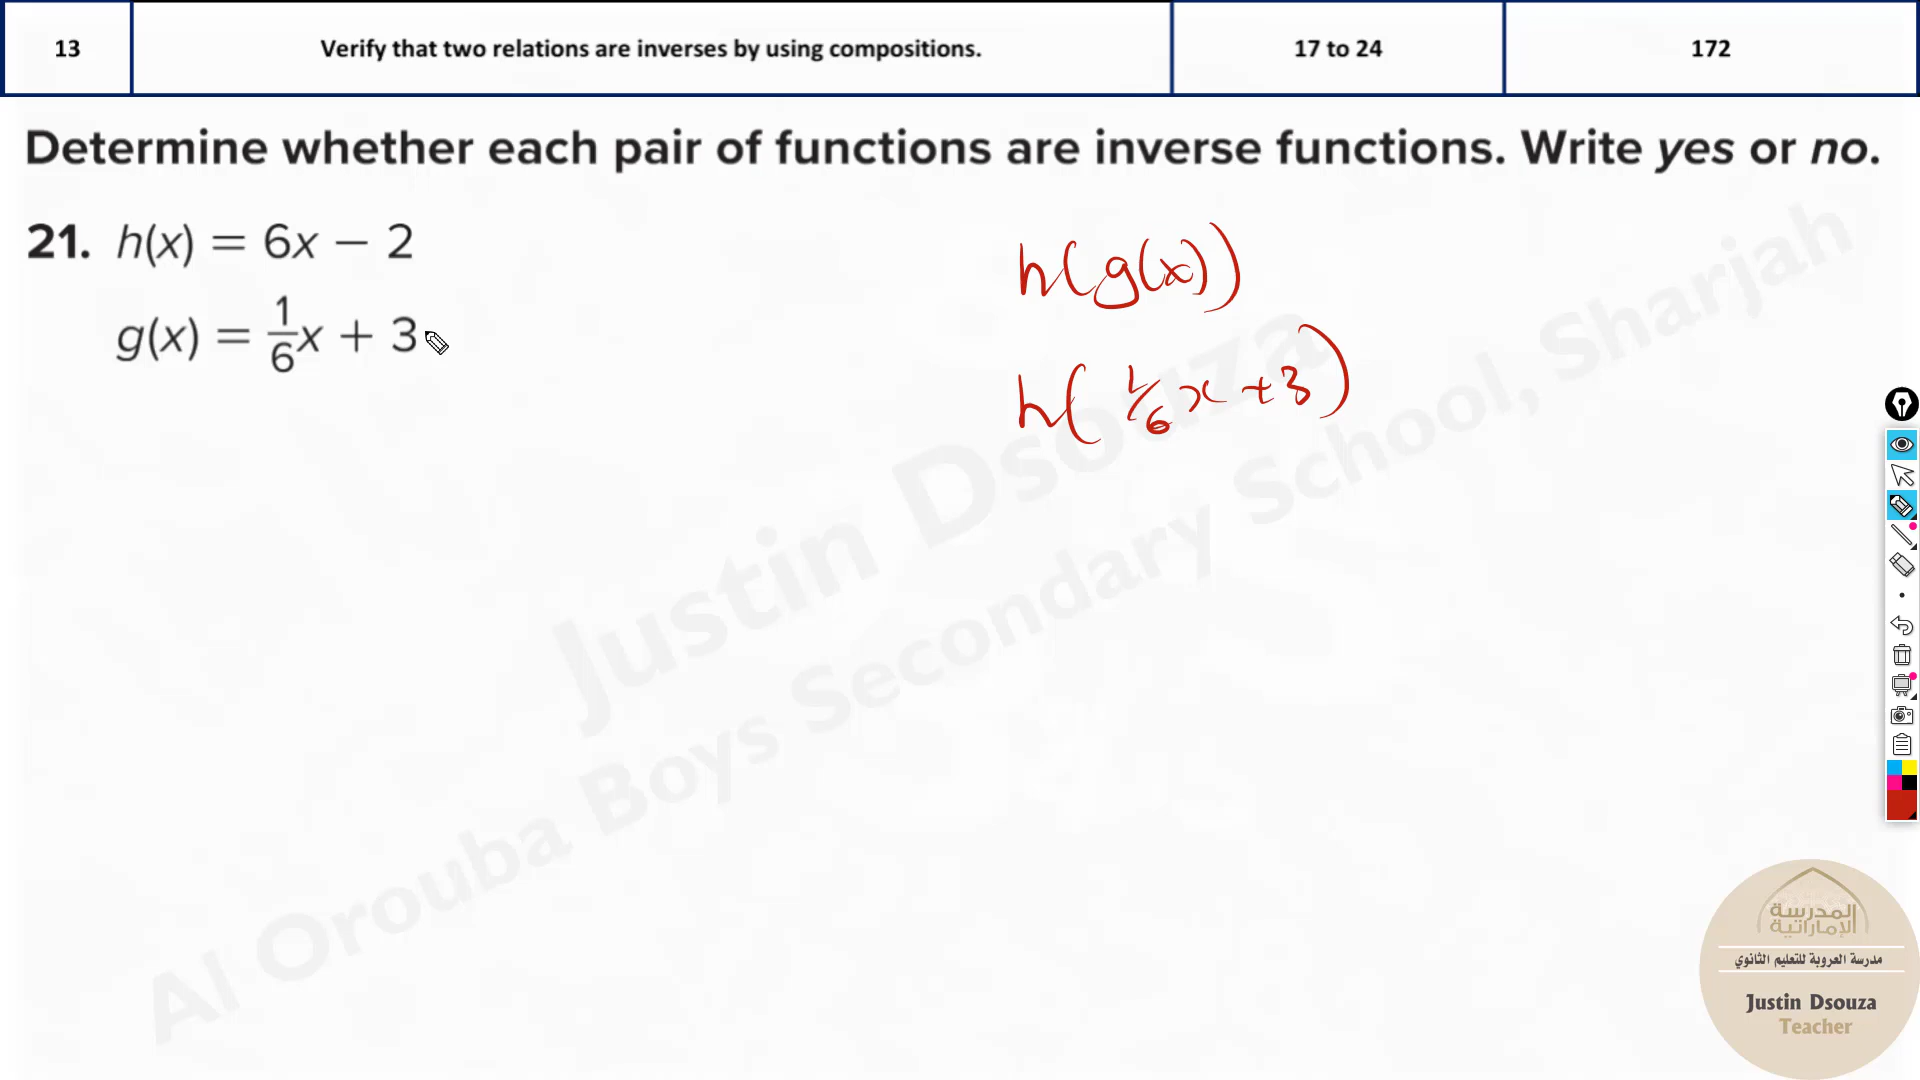 13 Verify that two relations are inverses by using compositions. 17 to 24 172
Determine whether each pair of functions are inverse functions. Write yes or no.
21. h(x) = 6x − 2
g(x) = 1/6 x + 3
h(g(x))
h(1/6 x + 3)
Justin Dsouza
Al Orouba Boys Secondary School, Sharjah
المدرسة
الإماراتية
مدرسة العروبة للتعليم الثانوي
Justin Dsouza
Teacher